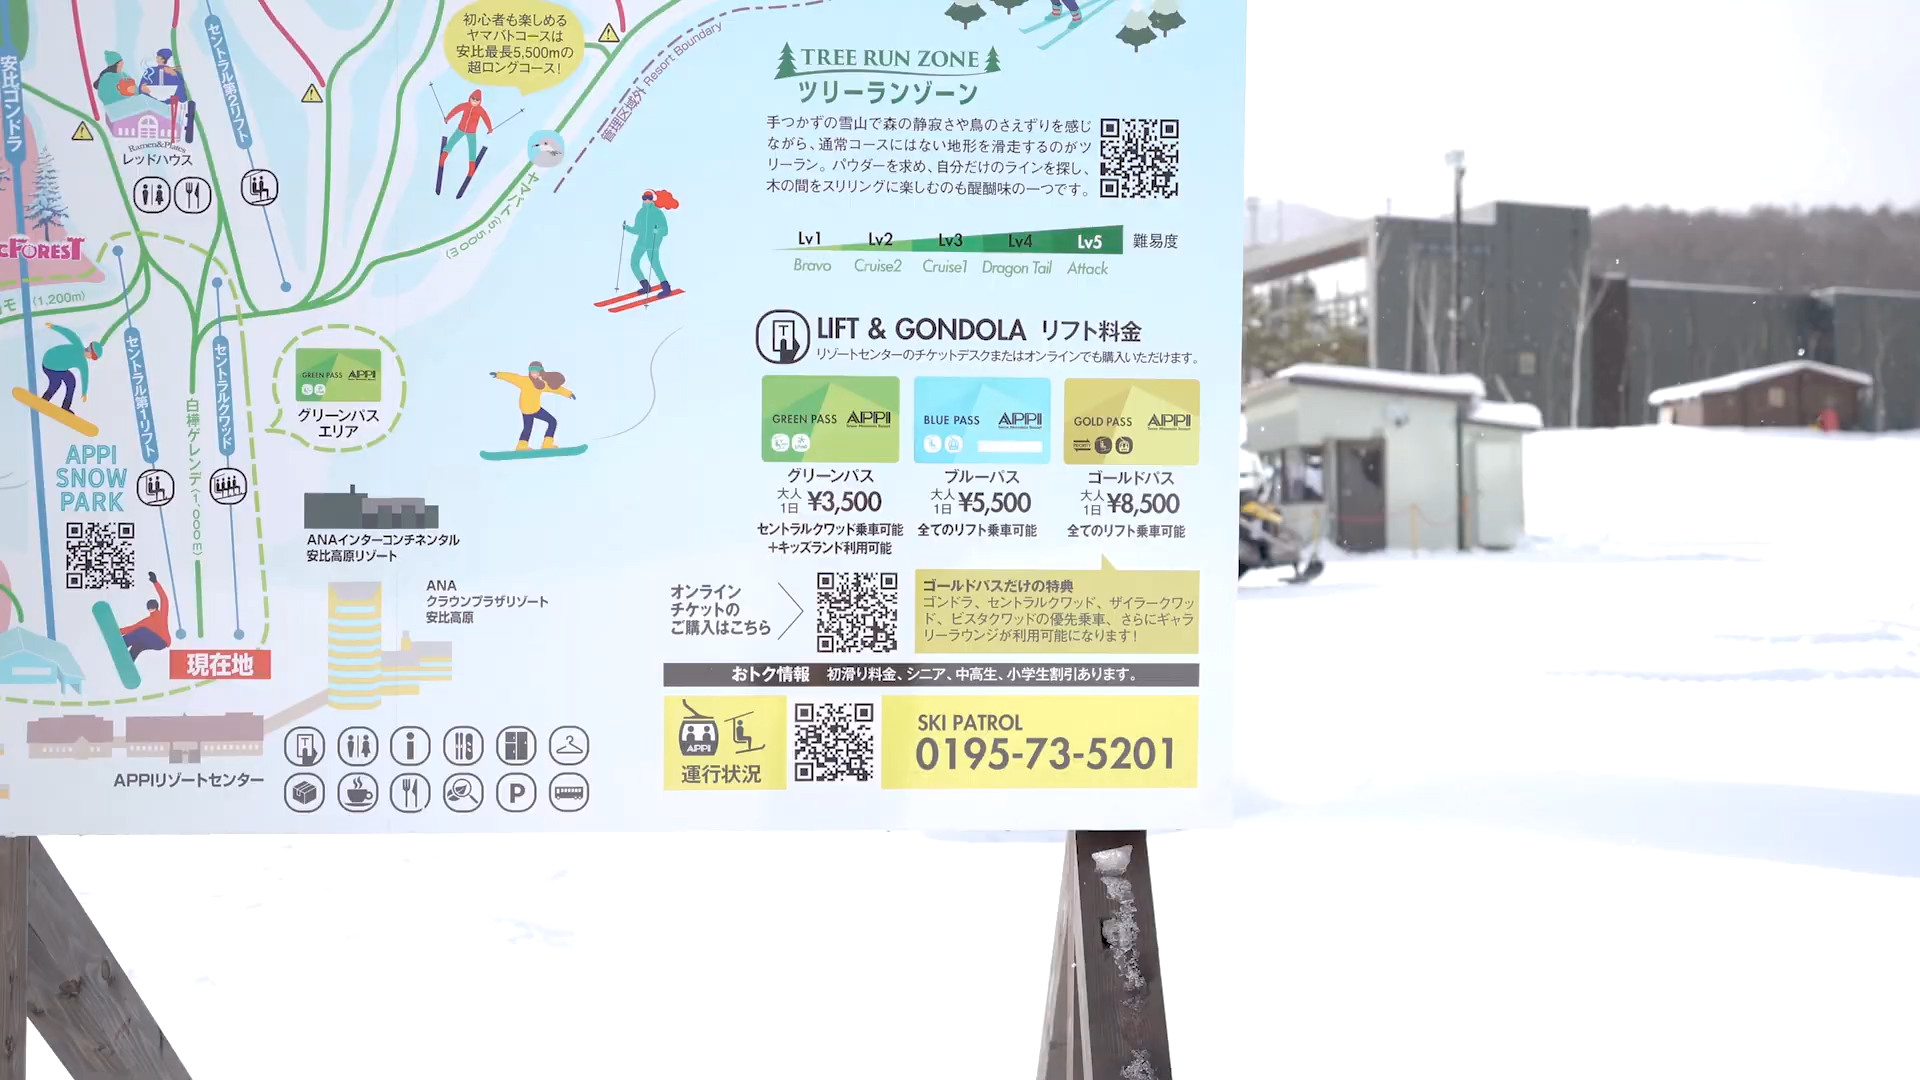 安比ゴンドラ
セントラル第2リフト
初心者も楽しめる
ヤマバトコースは
安比最長5,500mの
超ロングコース!
管理区域外 Resort Boundary
ヤマバト(5,500m)
Ramen&Plates
レッドハウス
CFOREST
モ (1,200m)
セントラル第1リフト
セントラルクワッド
白樺ゲレンデ(1,000m)
GREEN PASS APPI
グリーンパス
エリア
APPI
SNOW
PARK
ANAインターコンチネンタル
安比高原リゾート
ANA
クラウンプラザリゾート
安比高原
現在地
APPIリゾートセンター
P
TREE RUN ZONE
ツリーランゾーン
手つかずの雪山で森の静寂さや鳥のさえずりを感じ
ながら、通常コースにはない地形を滑走するのがツ
リーラン。パウダーを求め、自分だけのラインを探し、
木の間をスリリングに楽しむのも醍醐味の一つです。
Lv1 Lv2 Lv3 Lv4 Lv5 難易度
Bravo Cruise2 Cruise1 Dragon Tail Attack
LIFT & GONDOLA リフト料金
リゾートセンターのチケットデスクまたはオンラインでも購入いただけます。
GREEN PASS APPI
BLUE PASS APPI
GOLD PASS APPI
PRIORITY
グリーンパス
大人
1日 ¥3,500
セントラルクワッド乗車可能
+キッズランド利用可能
ブルーパス
大人
1日 ¥5,500
全てのリフト乗車可能
ゴールドパス
大人
1日 ¥8,500
全てのリフト乗車可能
オンライン
チケットの
ご購入はこちら
ゴールドパスだけの特典
ゴンドラ、セントラルクワッド、ザイラークワッ
ド、ビスタクワッドの優先乗車、さらにギャラ
リーラウンジが利用可能になります!
おトク情報 初滑り料金、シニア、中高生、小学生割引あります。
APPI
運行状況
SKI PATROL
0195-73-5201